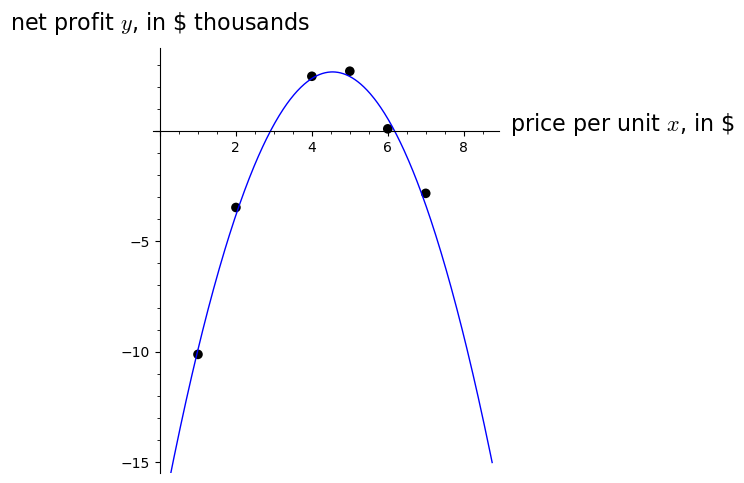 net profit y, in $ thousands
price per unit x, in $
2 4 6 8
−5
−10
−15